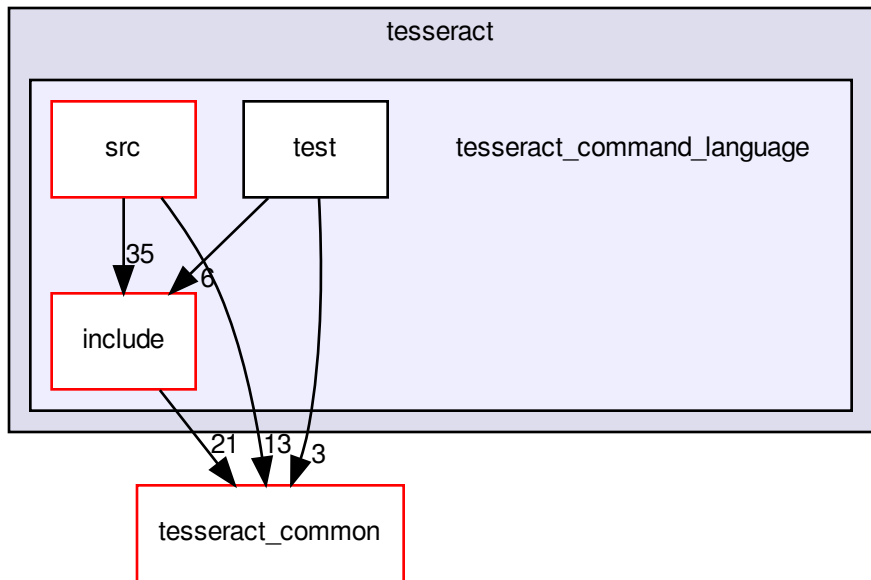 tesseract
src
test
tesseract_command_language
35
6
include
21
13
3
tesseract_common